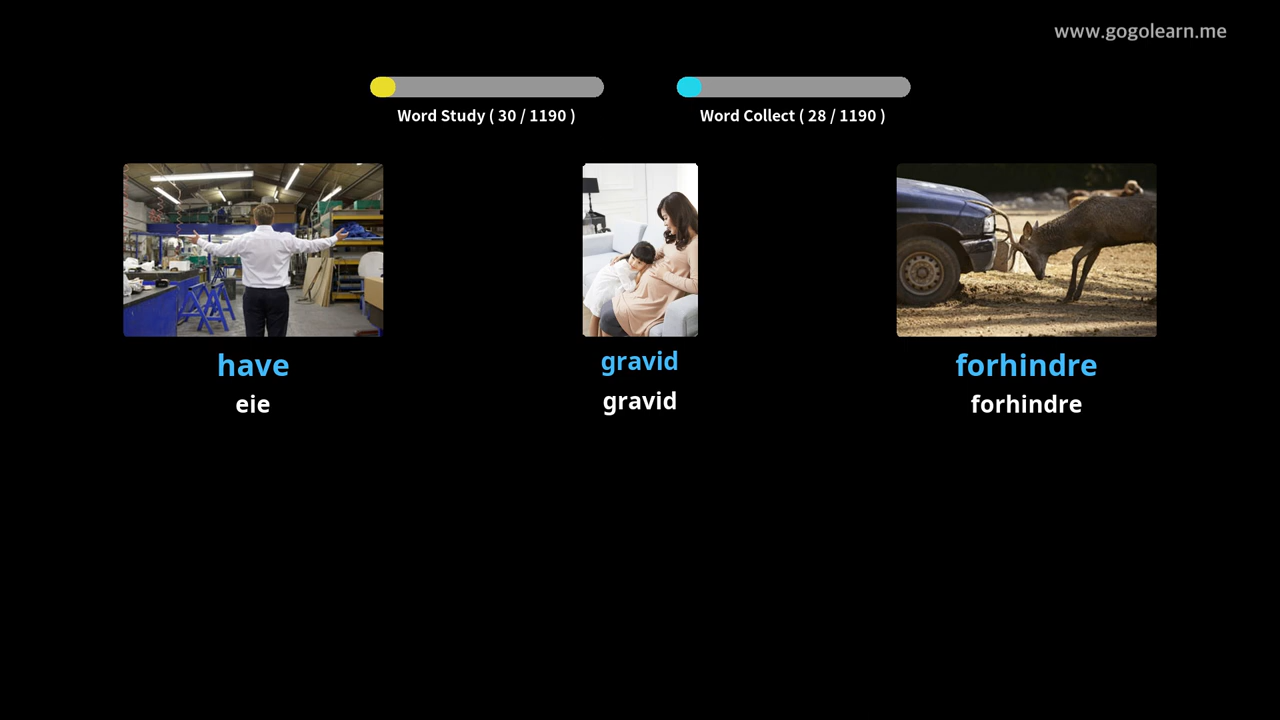 www.gogolearn.me
Word Study ( 30 / 1190 )
Word Collect ( 28 / 1190 )
have
eie
gravid
gravid
forhindre
forhindre